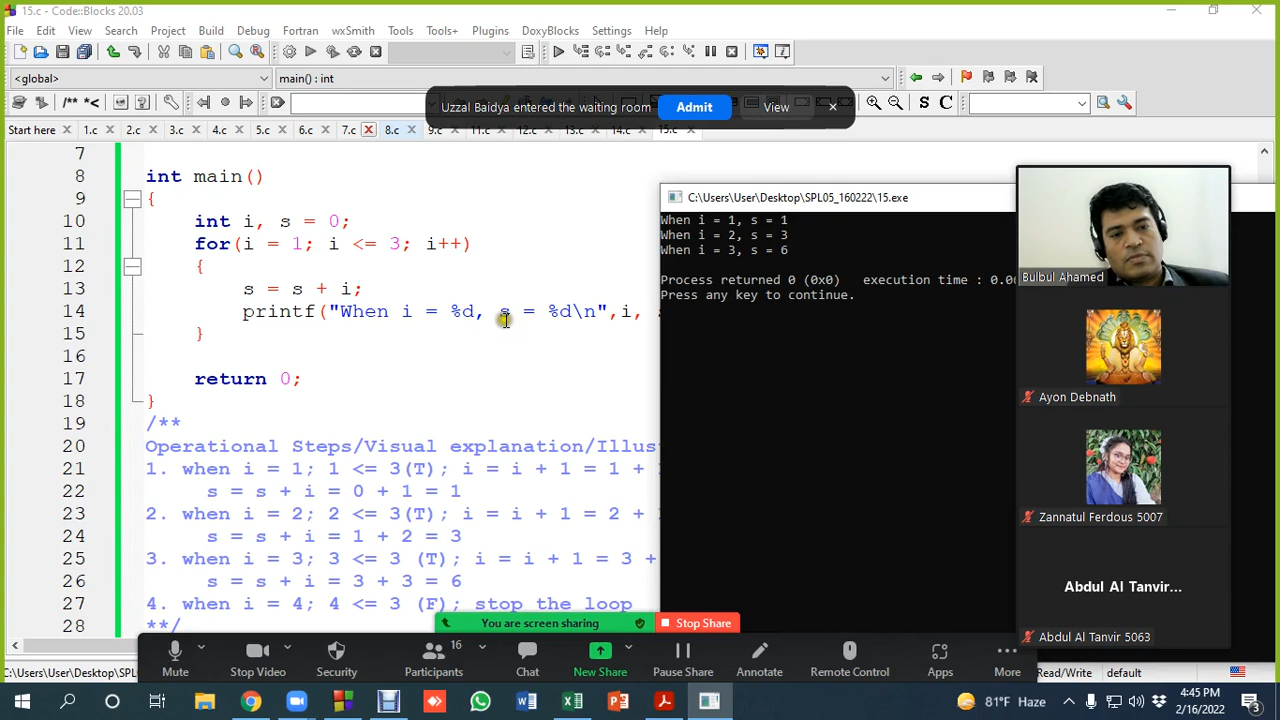 15.c - Code::Blocks 20.03
File Edit View Search Project Build Debug Fortran wxSmith Tools Tools+ Plugins DoxyBlocks Settings Help
<global>
main() : int
/** *<
S C
Uzzal Baidya entered the waiting room Admit View
Start here 1.c 2.c 3.c 4.c 5.c 6.c 7.c 8.c 9.c 11.c 12.c 13.c 14.c 15.c
7
8 int main()
9 {
10 int i, s = 0;
11 for(i = 1; i <= 3; i++)
12 {
13 s = s + i;
14 printf("When i = %d, s = %d\n",i,
15 }
16
17 return 0;
18 }
19 /**
20 Operational Steps/Visual explanation/Illus
21 1. when i = 1; 1 <= 3(T); i = i + 1 = 1 +
22 s = s + i = 0 + 1 = 1
23 2. when i = 2; 2 <= 3(T); i = i + 1 = 2 +
24 s = s + i = 1 + 2 = 3
25 3. when i = 3; 3 <= 3 (T); i = i + 1 = 3 +
26 s = s + i = 3 + 3 = 6
27 4. when i = 4; 4 <= 3 (F); stop the loop
28 **/
C:\Users\User\Desktop\SPL05_160222\15.exe
When i = 1, s = 1
When i = 2, s = 3
When i = 3, s = 6
Process returned 0 (0x0) execution time : 0.0
Press any key to continue.
Bulbul Ahamed
Ayon Debnath
Zannatul Ferdous 5007
Abdul Al Tanvir...
Abdul Al Tanvir 5063
You are screen sharing Stop Share
16
Mute Stop Video Security Participants Chat New Share Pause Share Annotate Remote Control Apps More
C:\Users\User\Desktop\SPL
Read/Write default
81°F Haze
4:45 PM
2/16/2022
3